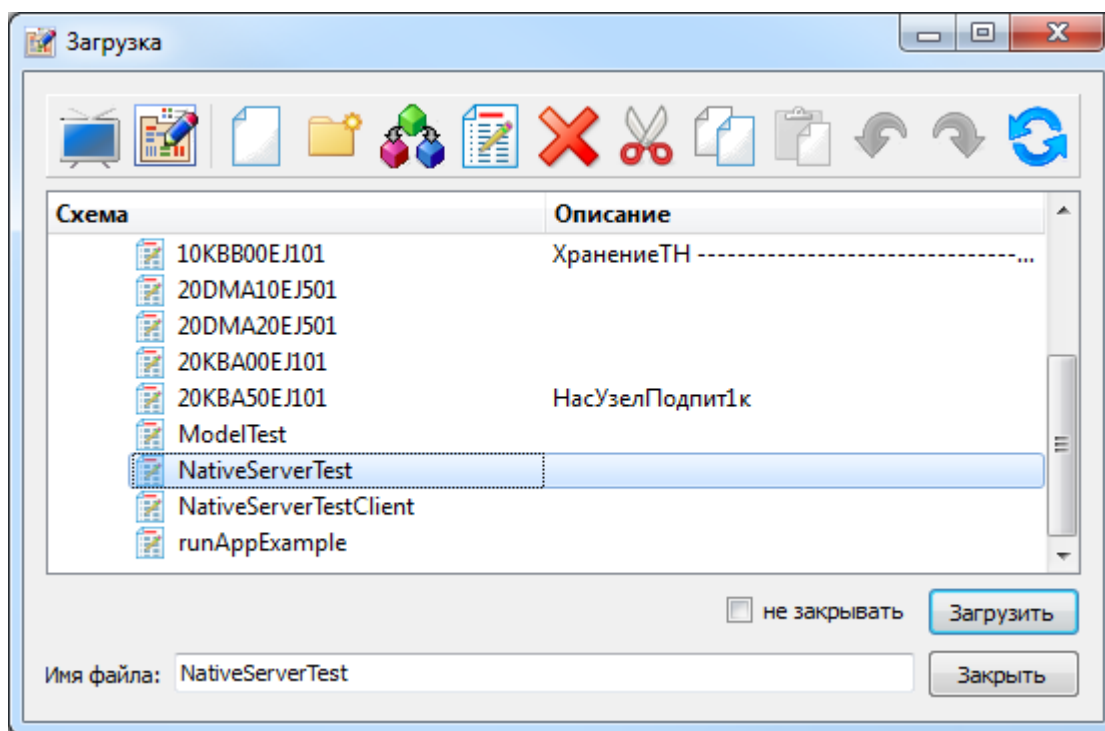 Загрузка
Схема Описание
10KBB00EJ101 ХранениеТН --------------------------------...
20DMA10EJ501
20DMA20EJ501
20KBA00EJ101
20KBA50EJ101 НасУзелПодпит1к
ModelTest
NativeServerTest
NativeServerTestClient
runAppExample
не закрывать Загрузить
Имя файла: NativeServerTest Закрыть